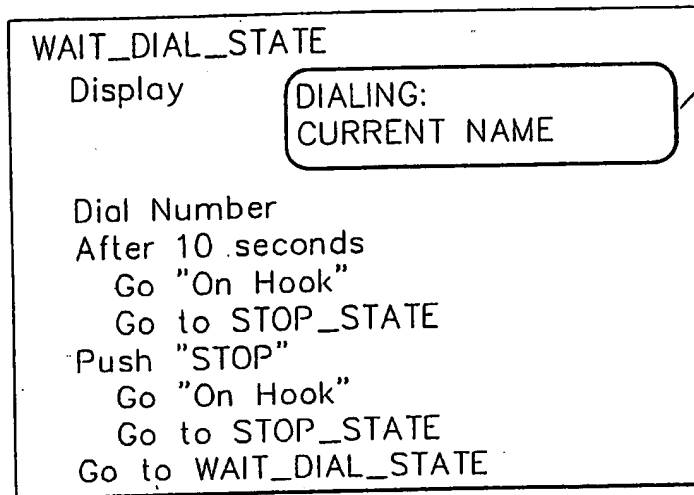 WAIT_DIAL_STATE
Display
DIALING:
CURRENT NAME
Dial Number
After 10 seconds
Go "On Hook"
Go to STOP_STATE
Push "STOP"
Go "On Hook"
Go to STOP_STATE
Go to WAIT_DIAL_STATE